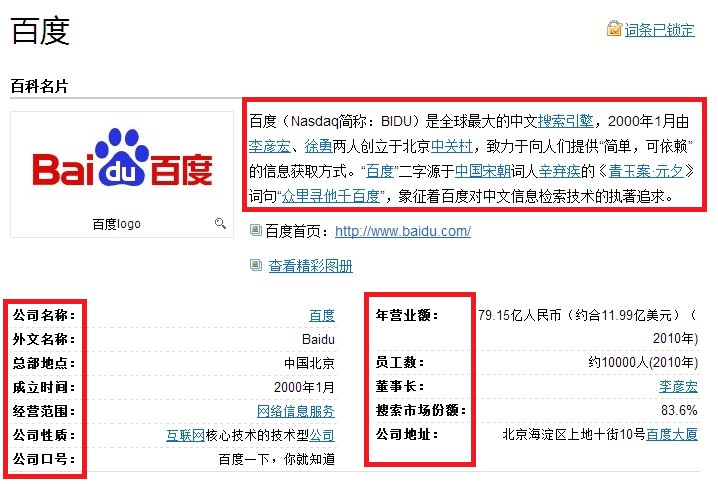 百度
词条已锁定
百科名片
Bai du 百度
百度logo
百度（Nasdaq简称：BIDU）是全球最大的中文搜索引擎，2000年1月由
李彦宏、徐勇两人创立于北京中关村，致力于向人们提供“简单，可依赖”
的信息获取方式。“百度”二字源于中国宋朝词人辛弃疾的《青玉案·元夕》
词句“众里寻他千百度”，象征着百度对中文信息检索技术的执著追求。
百度首页：http://www.baidu.com/
查看精彩图册
公司名称： 百度
外文名称： Baidu
总部地点： 中国北京
成立时间： 2000年1月
经营范围： 网络信息服务
公司性质： 互联网核心技术的技术型公司
公司口号： 百度一下，你就知道
年营业额： 79.15亿人民币（约合11.99亿美元）（
2010年)
员工数： 约10000人(2010年)
董事长： 李彦宏
搜索市场份额： 83.6%
公司地址： 北京海淀区上地十街10号百度大厦